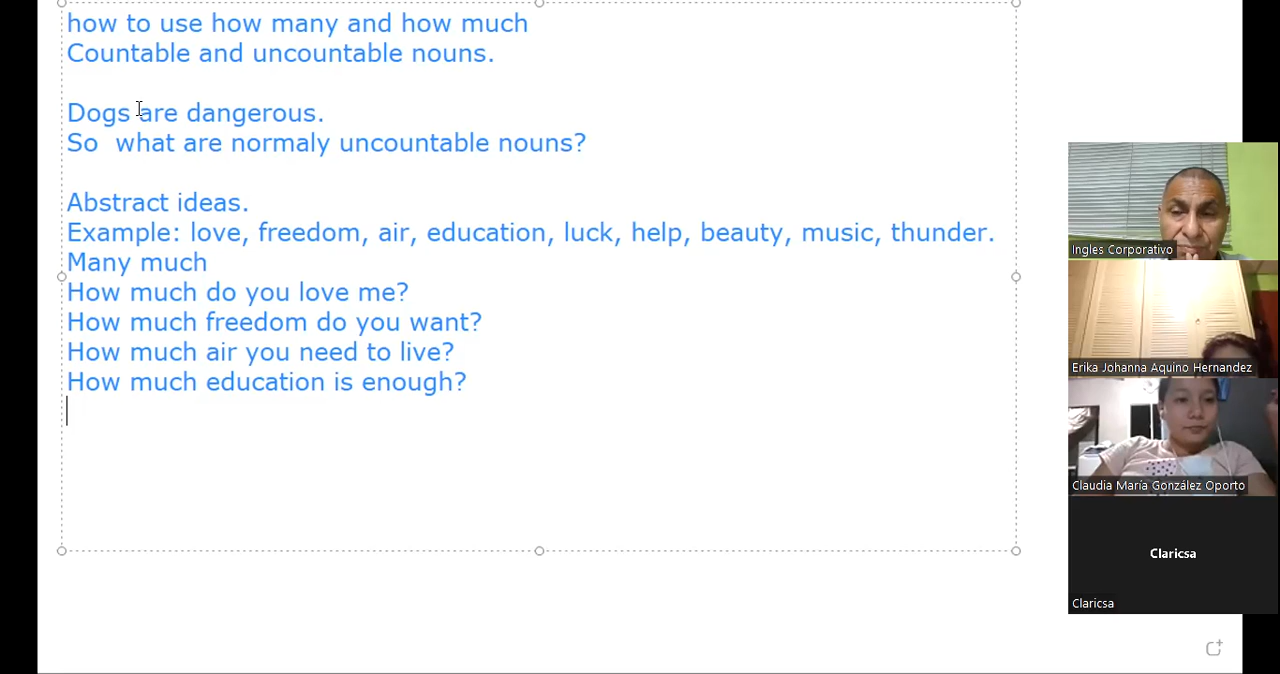 how to use how many and how much
Countable and uncountable nouns.
Dogs are dangerous.
So  what are normaly uncountable nouns?
Abstract ideas.
Example: love, freedom, air, education, luck, help, beauty, music, thunder.
Many much
How much do you love me?
How much freedom do you want?
How much air you need to live?
How much education is enough?
Ingles Corporativo
Erika Johanna Aquino Hernandez
Claudia María González Oporto
Claricsa
Claricsa